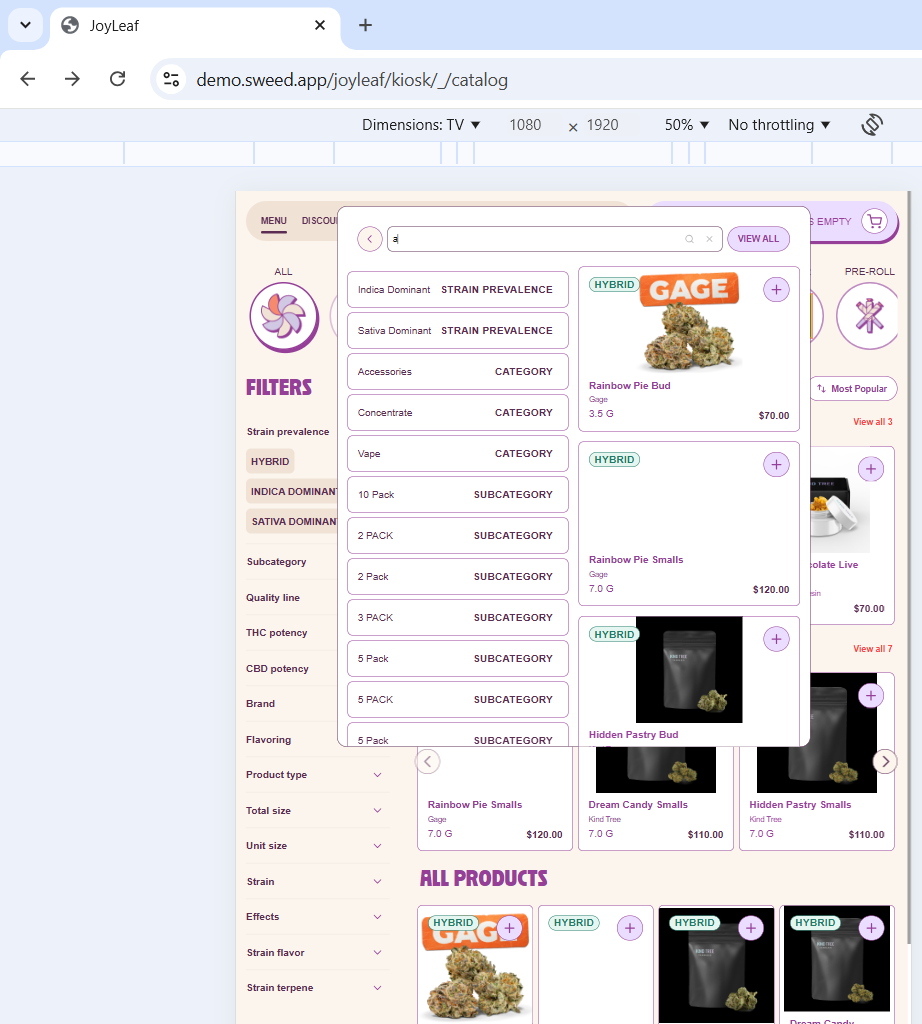 JoyLeaf
demo.sweed.app/joyleaf/kiosk/_/catalog
Dimensions: TV 1080 × 1920 50% No throttling
MENU
S EMPTY
a
VIEW ALL
ALL
PRE-ROLL
Indica Dominant STRAIN PREVALENCE
Sativa Dominant STRAIN PREVALENCE
Accessories CATEGORY
Concentrate CATEGORY
Vape CATEGORY
10 Pack SUBCATEGORY
2 PACK SUBCATEGORY
2 Pack SUBCATEGORY
3 PACK SUBCATEGORY
5 Pack SUBCATEGORY
5 PACK SUBCATEGORY
5 Pack SUBCATEGORY
HYBRID
GAGE
Rainbow Pie Bud
Gage
3.5 G $70.00
HYBRID
Rainbow Pie Smalls
Gage
7.0 G $120.00
HYBRID
Hidden Pastry Bud
FILTERS
Strain prevalence
HYBRID
INDICA DOMINANT
SATIVA DOMINANT
Subcategory
Quality line
THC potency
CBD potency
Brand
Flavoring
Product type
Total size
Unit size
Strain
Effects
Strain flavor
Strain terpene
Most Popular
View all 3
Live
$70.00
View all 7
Rainbow Pie Smalls
Gage
7.0 G $120.00
Dream Candy Smalls
Kind Tree
7.0 G $110.00
Hidden Pastry Smalls
Kind Tree
7.0 G $110.00
ALL PRODUCTS
HYBRID
GAGE
HYBRID
HYBRID
HYBRID
Dream Candy